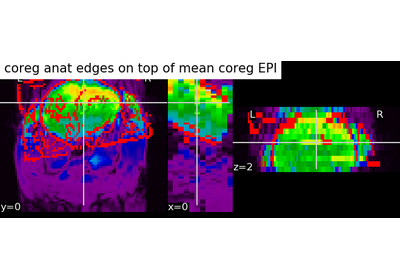 coreg anat edges on top of mean coreg EPI
L R
L R
z=2
y=0 x=0